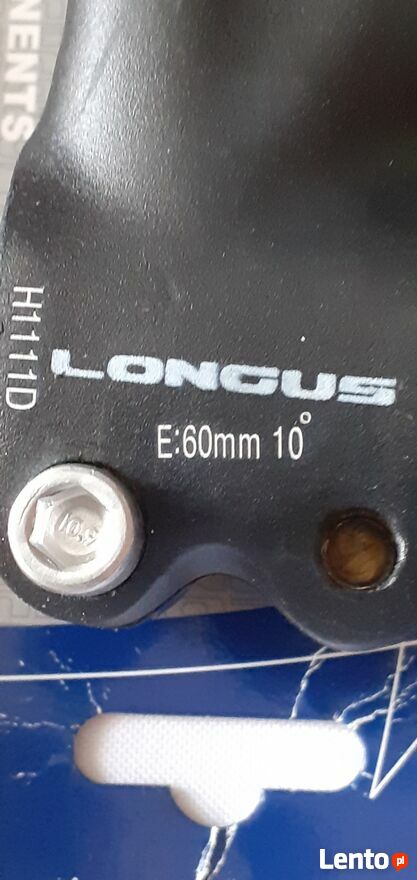 NENTS
H1111D
LONGUS
E:60mm 10°
10,9
Lento.pl